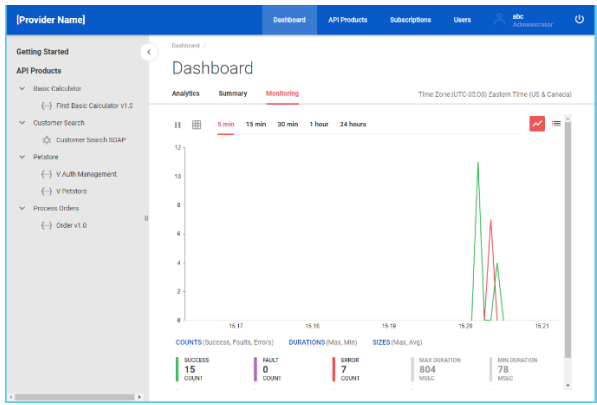 [Provider Name]
Dashboard
API Products
Subscriptions
Users
abc
Administrator
Getting Started
API Products
Basic Calculator
{···} First Basic Calculator v1.0
Customer Search
Customer Search SOAP
Petstore
{···} V Auth Management
{···} V Petstore
Process Orders
{···} Order v1.0
Dashboard /
Dashboard
Analytics
Summary
Monitoring
Time Zone:(UTC-05:00) Eastern Time (US & Canada)
5 min
15 min
30 min
1 hour
24 hours
12
10
8
6
4
2
0
15:17
15:18
15:19
15:20
15:21
COUNTS (Success, Faults, Errors)
DURATIONS (Max, Min)
SIZES (Max, Avg)
SUCCESS
15
COUNT
FAULT
0
COUNT
ERROR
7
COUNT
MAX DURATION
804
MSEC
MIN DURATION
78
MSEC